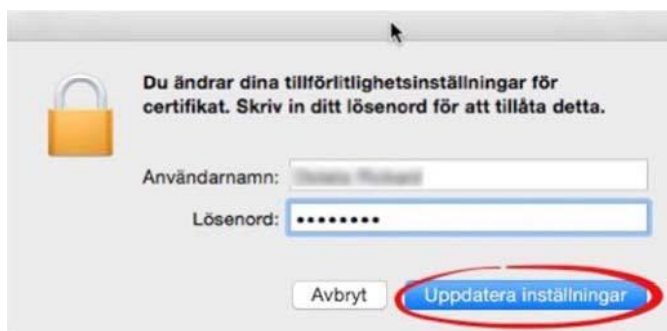 Du ändrar dina tillförlitlighetsinställningar för
certifikat. Skriv in ditt lösenord för att tillåta detta.
Användarnamn:
Lösenord: ••••••••
Avbryt
Uppdatera inställningar